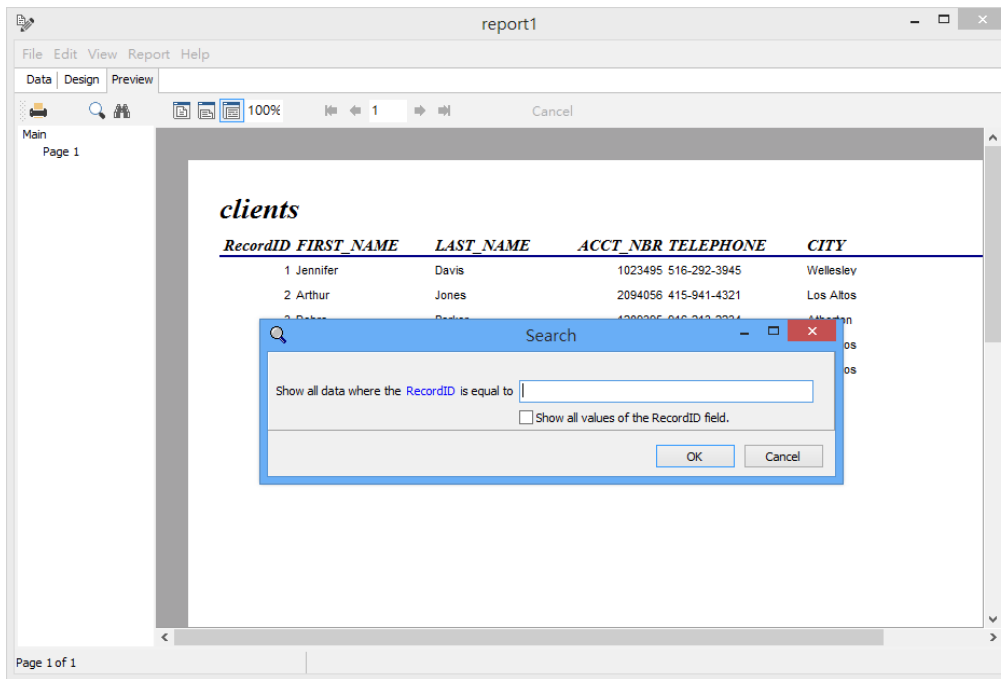 report1
File Edit View Report Help
Data Design Preview
100% 1 Cancel
Main
Page 1
clients
RecordID FIRST_NAME LAST_NAME ACCT_NBR TELEPHONE CITY
1 Jennifer Davis 1023495 516-292-3945 Wellesley
2 Arthur Jones 2094056 415-941-4321 Los Altos
Search
os
os
Show all data where the RecordID is equal to
Show all values of the RecordID field.
OK Cancel
Page 1 of 1